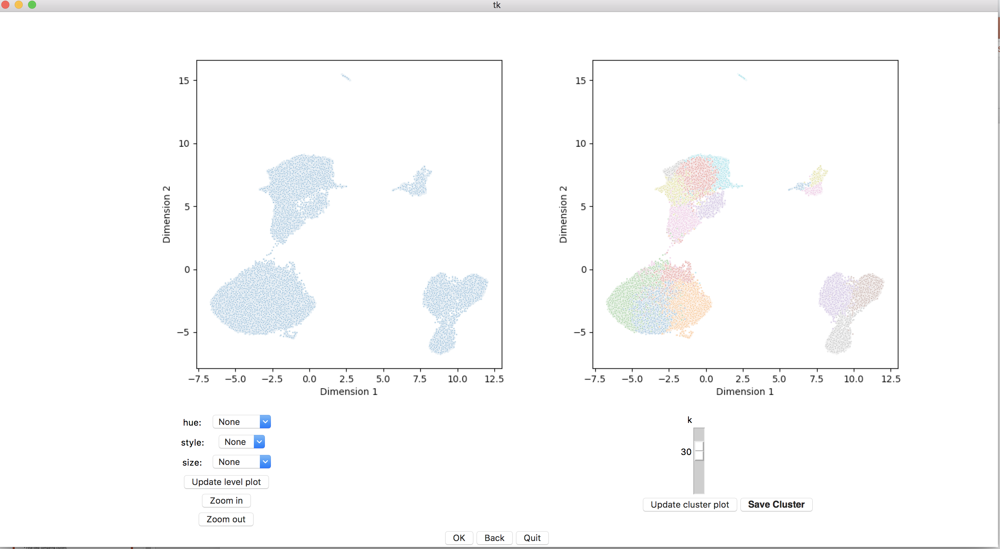 tk
15
10
5
0
−5
Dimension 2
−7.5 −5.0 −2.5 0.0 2.5 5.0 7.5 10.0 12.5
Dimension 1
15
10
5
0
−5
Dimension 2
−7.5 −5.0 −2.5 0.0 2.5 5.0 7.5 10.0 12.5
Dimension 1
hue: None
style: None
size: None
Update level plot
Zoom in
Zoom out
k
30
Update cluster plot Save Cluster
OK Back Quit
• Final step: comparing clusters